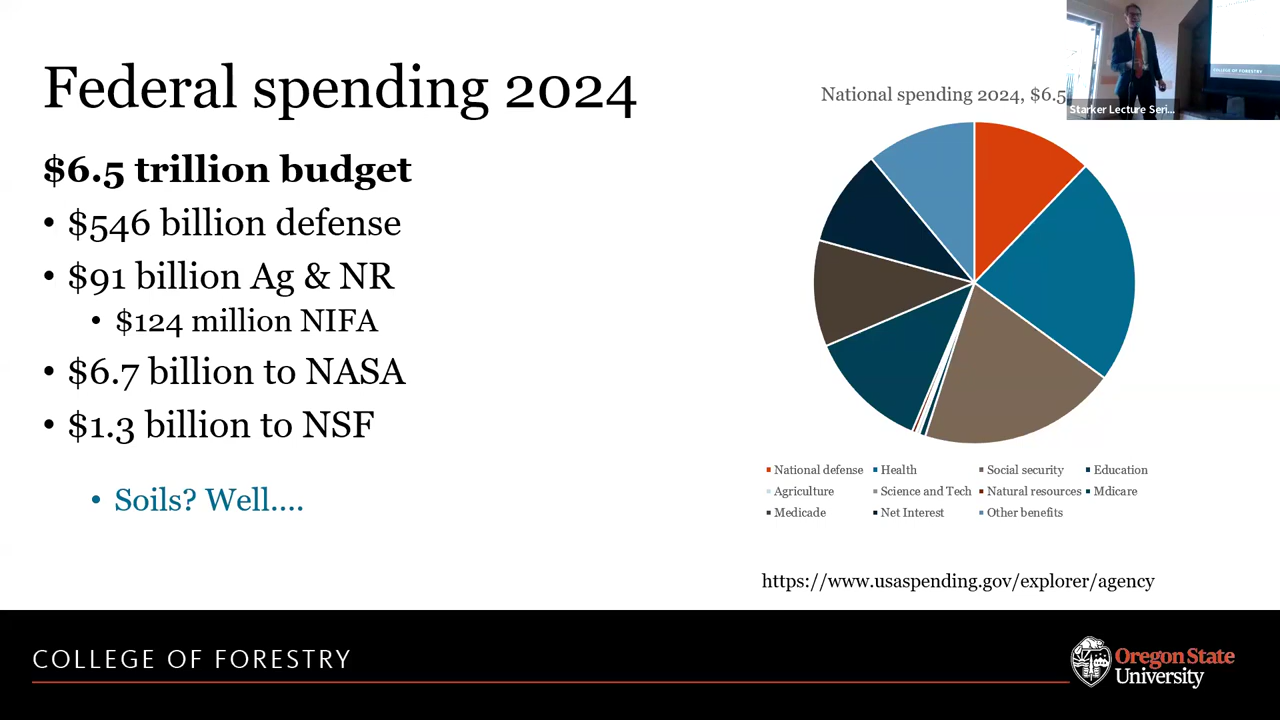 Federal spending 2024
$6.5 trillion budget
• $546 billion defense
• $91 billion Ag & NR
• $124 million NIFA
• $6.7 billion to NASA
• $1.3 billion to NSF
• Soils? Well....
National spending 2024, $6.5
Starker Lecture Seri...
COLLEGE OF FORESTRY
National defense Health Social security Education
Agriculture Science and Tech Natural resources Mdicare
Medicade Net Interest Other benefits
https://www.usaspending.gov/explorer/agency
COLLEGE OF FORESTRY
Oregon State
University